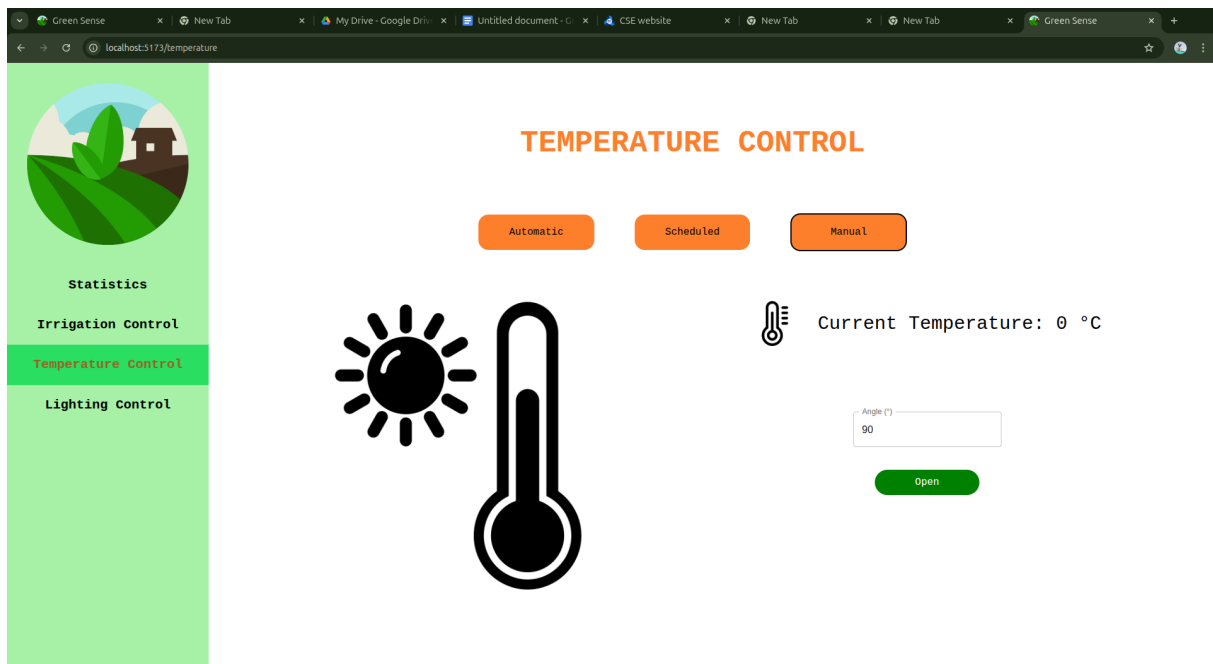 Green Sense
New Tab
My Drive - Google Driv
Untitled document - G
CSE website
New Tab
New Tab
Green Sense
localhost:5173/temperature
TEMPERATURE CONTROL
Automatic
Scheduled
Manual
Statistics
Irrigation Control
Temperature Control
Lighting Control
Current Temperature: 0 °C
Angle (°)
90
Open